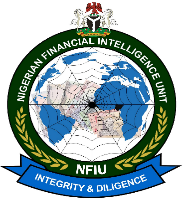 NIGERIAN FINANCIAL INTELLIGENCE UNIT
NFIU
INTEGRITY & DILIGENCE